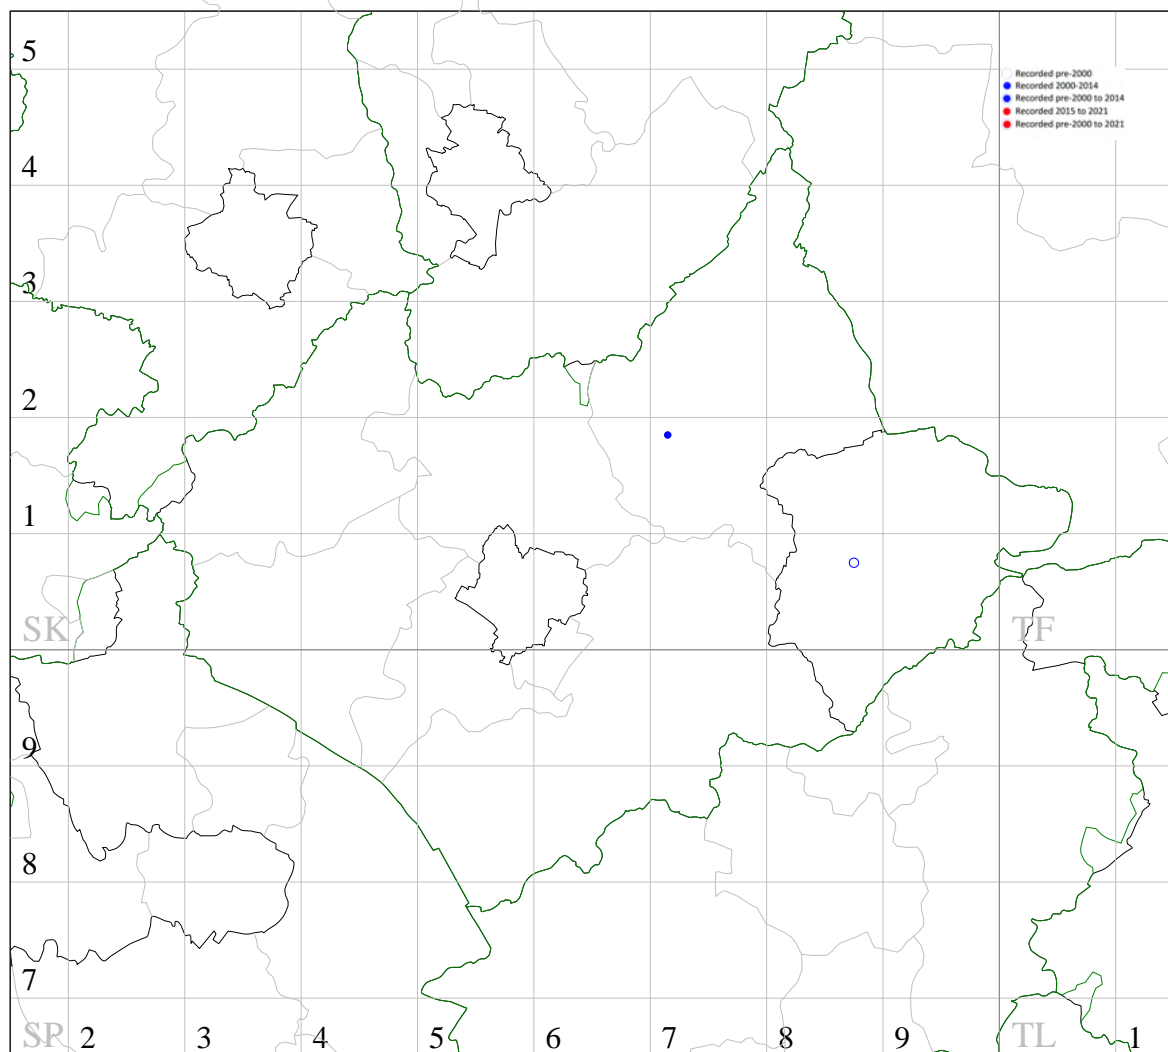 5
Recorded pre-2000
Recorded 2000-2014
Recorded pre-2000 to 2014
Recorded 2015 to 2021
Recorded pre-2000 to 2021
4
3
2
1
SK TF
9
8
7
SP 2 3 4 5 6 7 8 9 TL 1